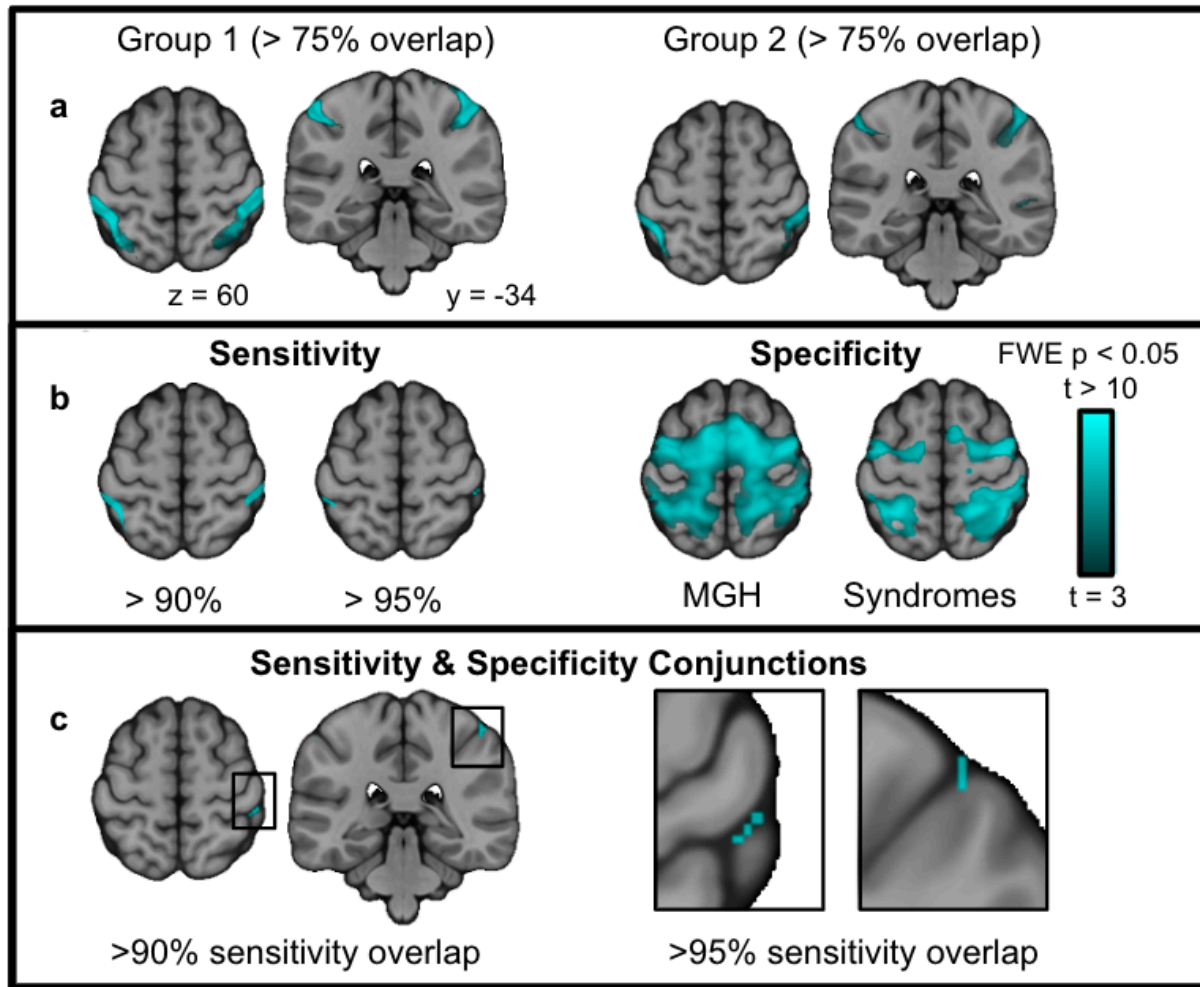 Group 1 (> 75% overlap)
Group 2 (> 75% overlap)
a
z = 60
y = -34
Sensitivity
Specificity
FWE p < 0.05
t > 10
b
> 90%
> 95%
MGH
Syndromes
t = 3
Sensitivity & Specificity Conjunctions
c
>90% sensitivity overlap
>95% sensitivity overlap